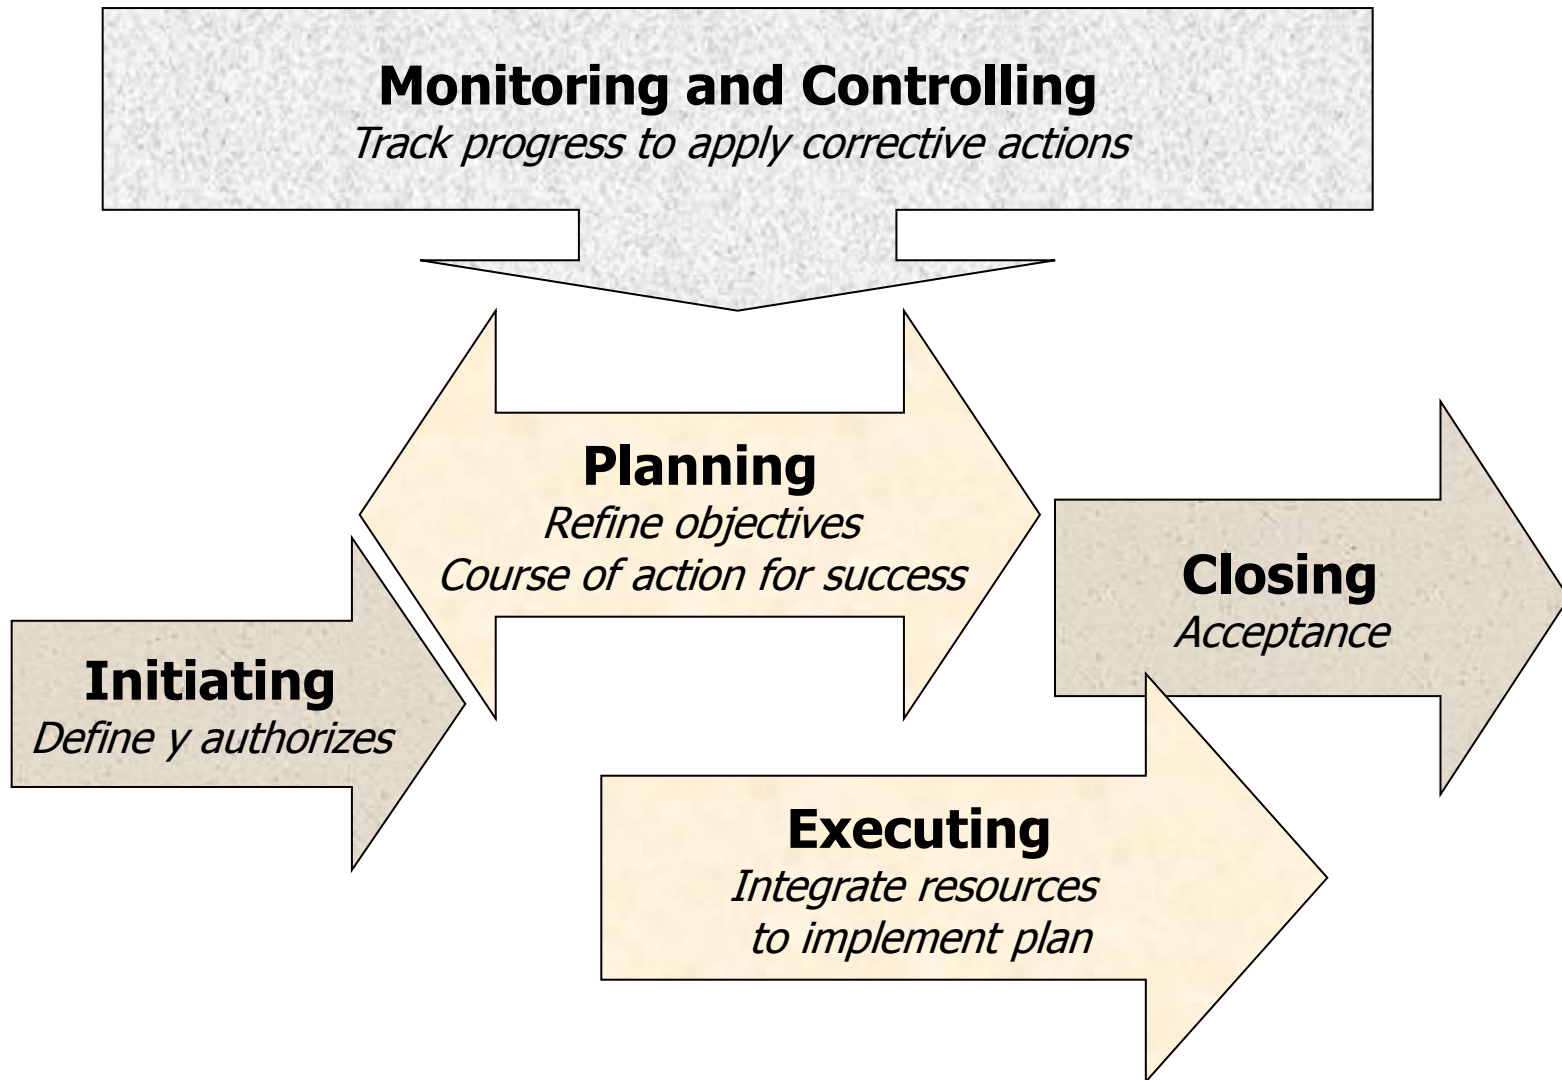 Monitoring and Controlling
Track progress to apply corrective actions
Planning
Refine objectives
Course of action for success
Closing
Acceptance
Initiating
Define y authorizes
Executing
Integrate resources
to implement plan